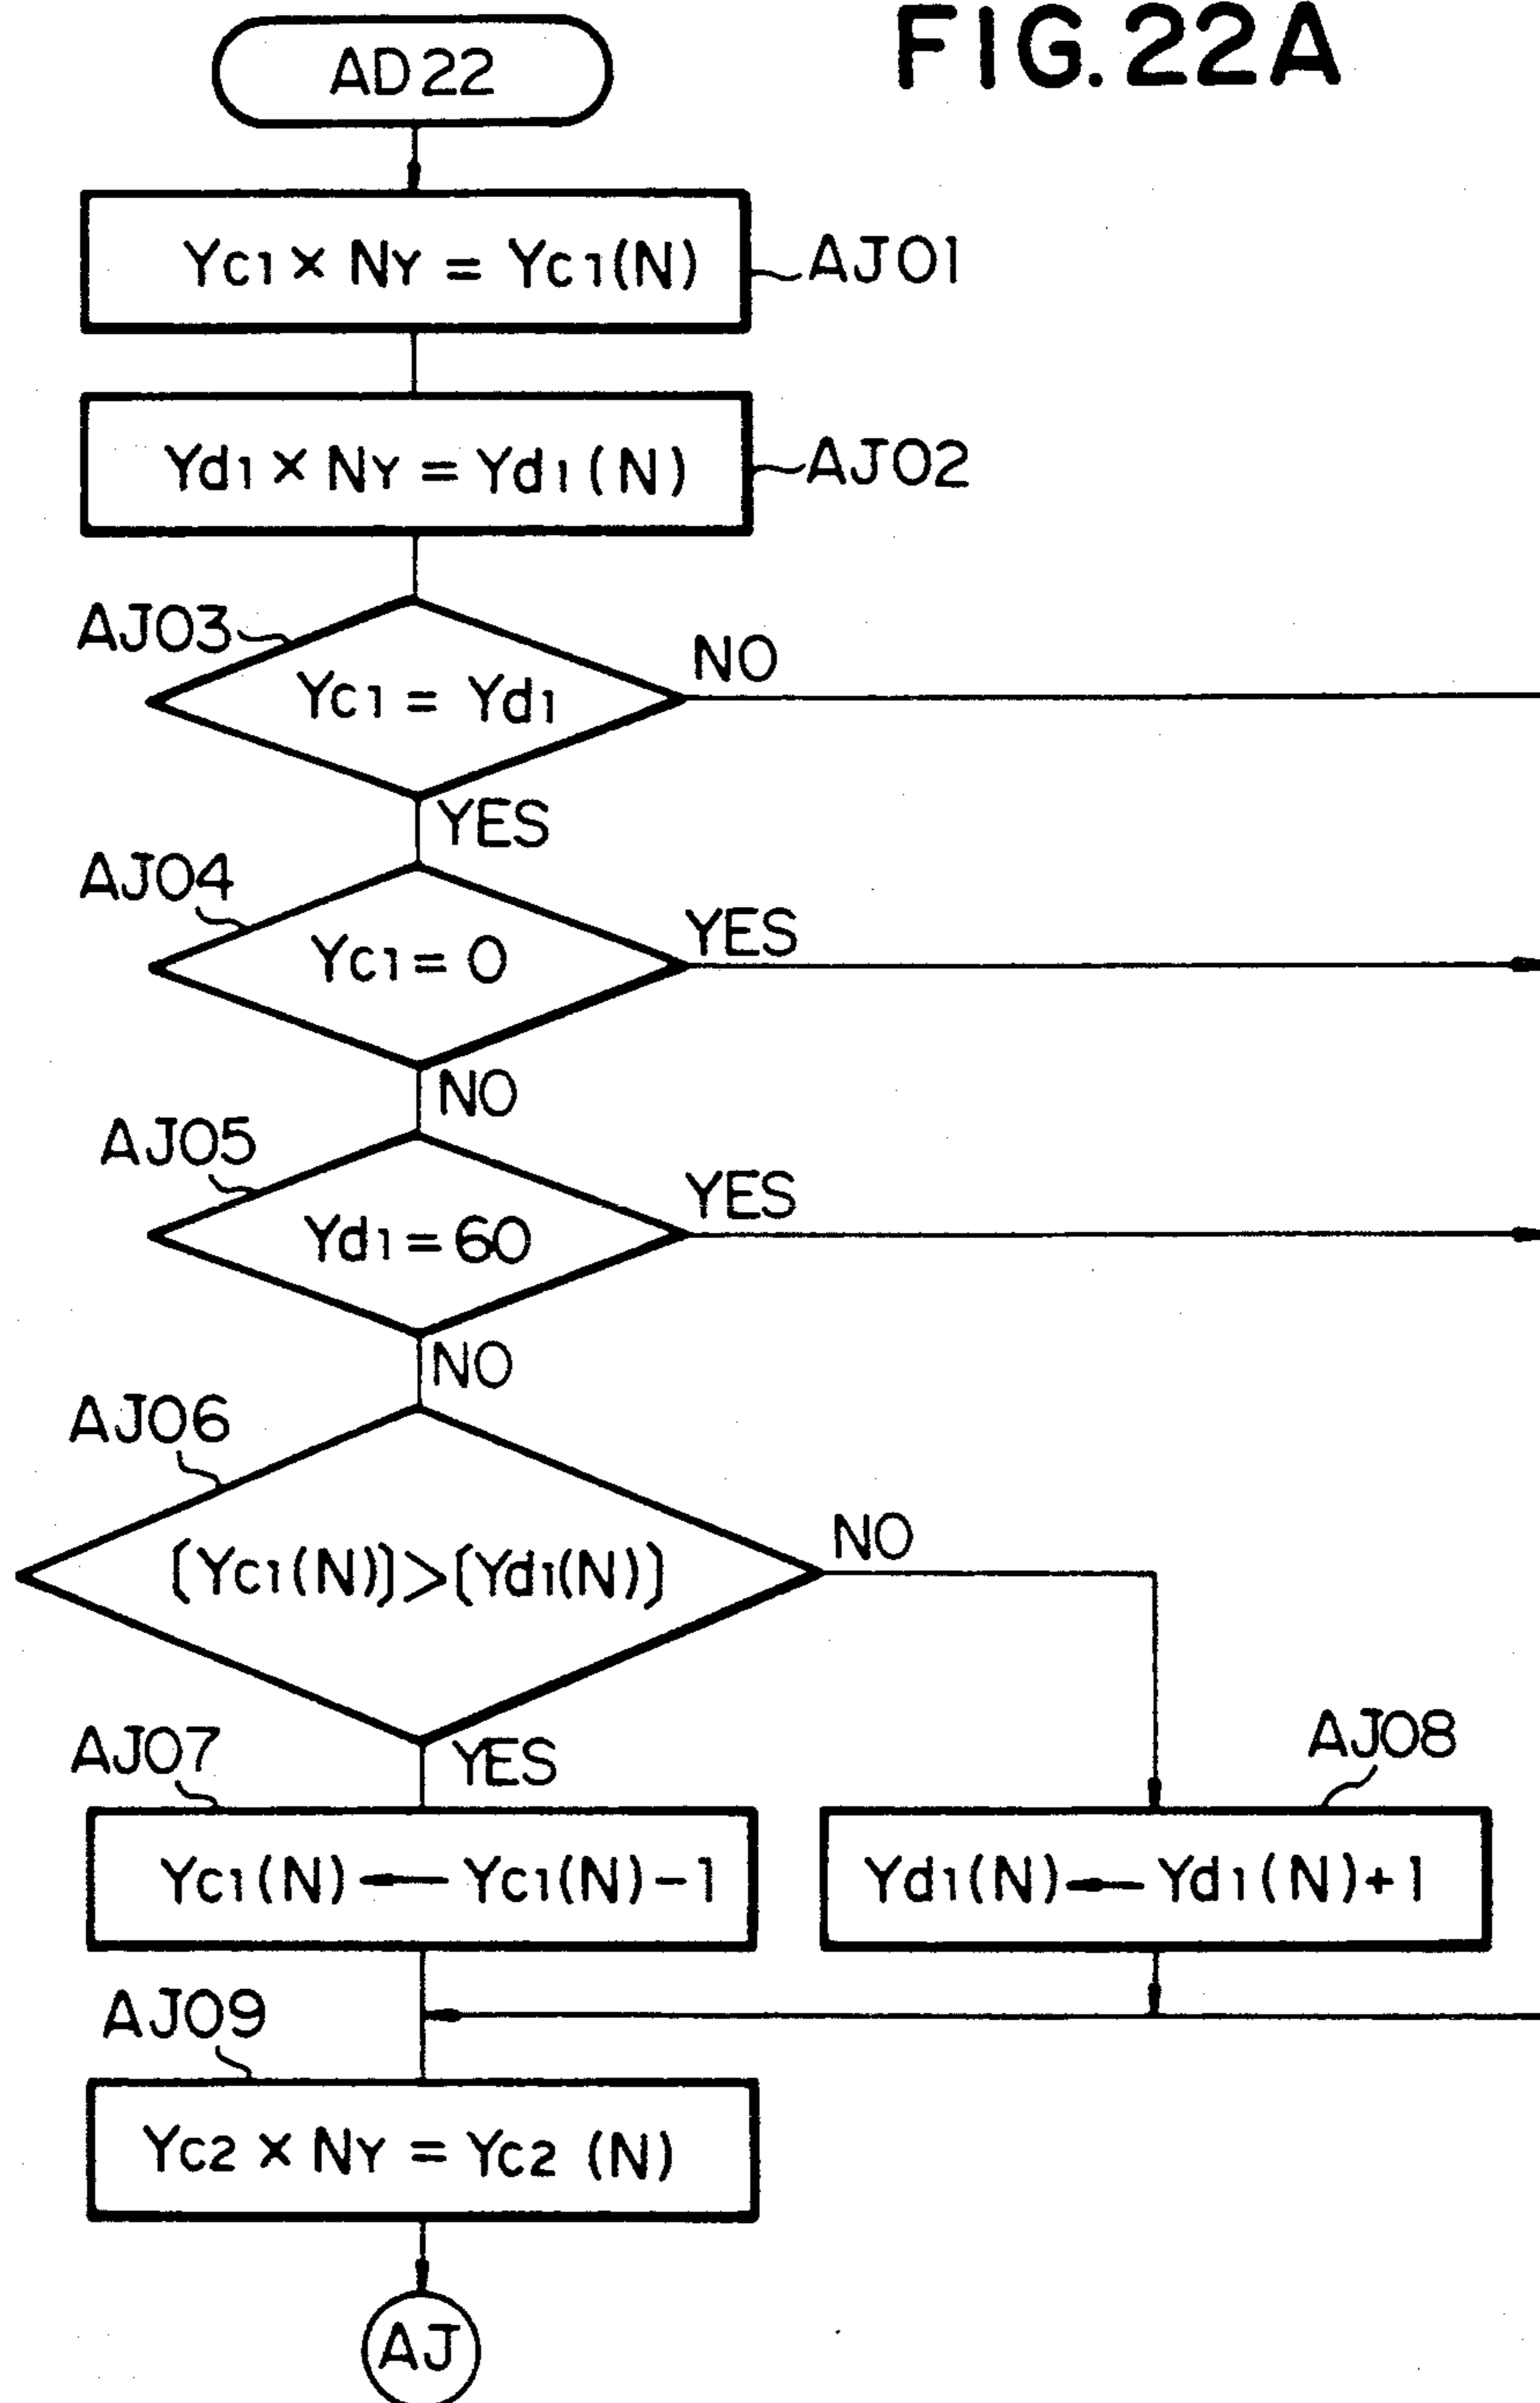 FIG.22A
AD22
Yc1 × NY = Yc1(N)
AJ01
Yd1 × NY = Yd1(N)
AJ02
AJ03
Yc1 = Yd1
NO
YES
AJ04
Yc1 = 0
YES
NO
AJ05
Yd1 = 60
YES
NO
AJ06
[Yc1(N)]>[Yd1(N)]
NO
YES
AJ07
Yc1(N) ← Yc1(N)-1
AJ08
Yd1(N) ← Yd1(N)+1
AJ09
Yc2 × NY = Yc2 (N)
AJ